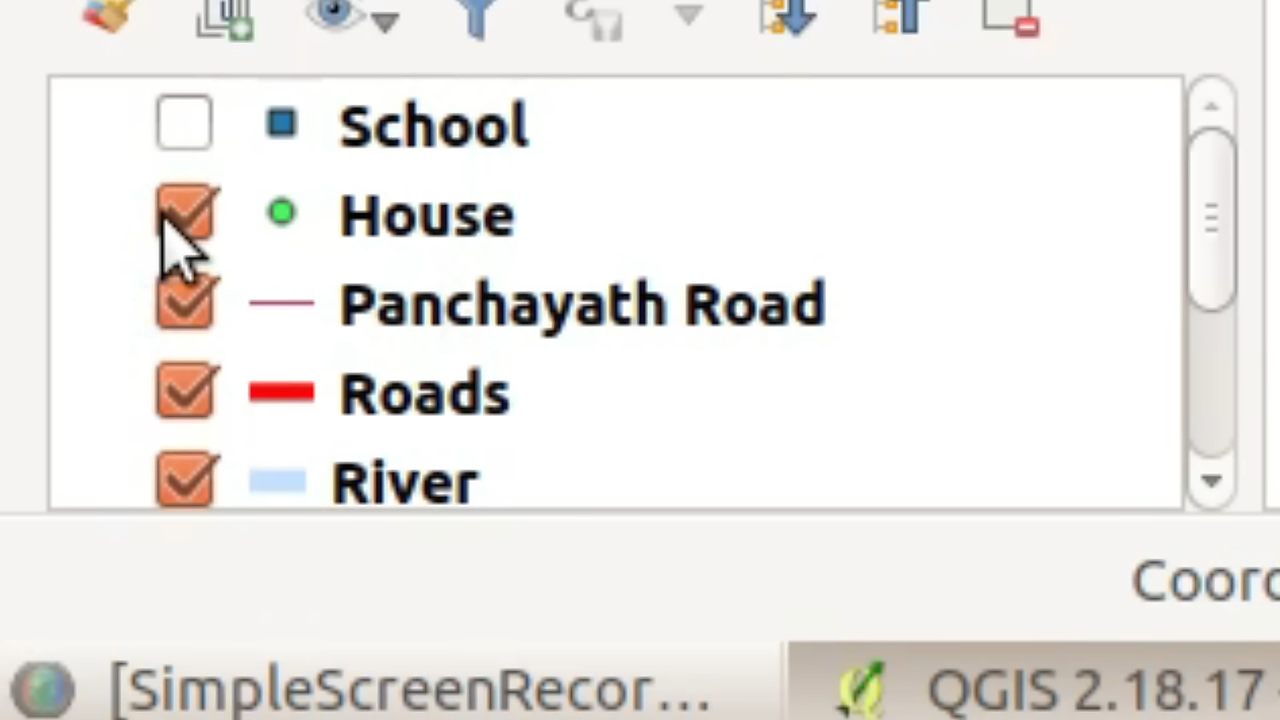 School
House
Panchayath Road
Roads
River
Coord
[SimpleScreenRecor...
QGIS 2.18.17